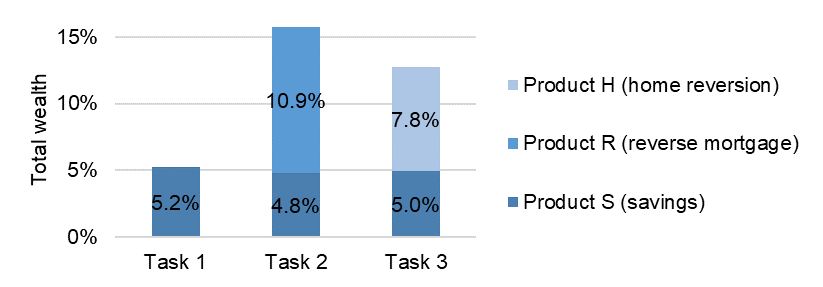 Total wealth
15%
10%
5%
0%
10.9%
7.8%
5.2%
4.8%
5.0%
Task 1
Task 2
Task 3
Product H (home reversion)
Product R (reverse mortgage)
Product S (savings)